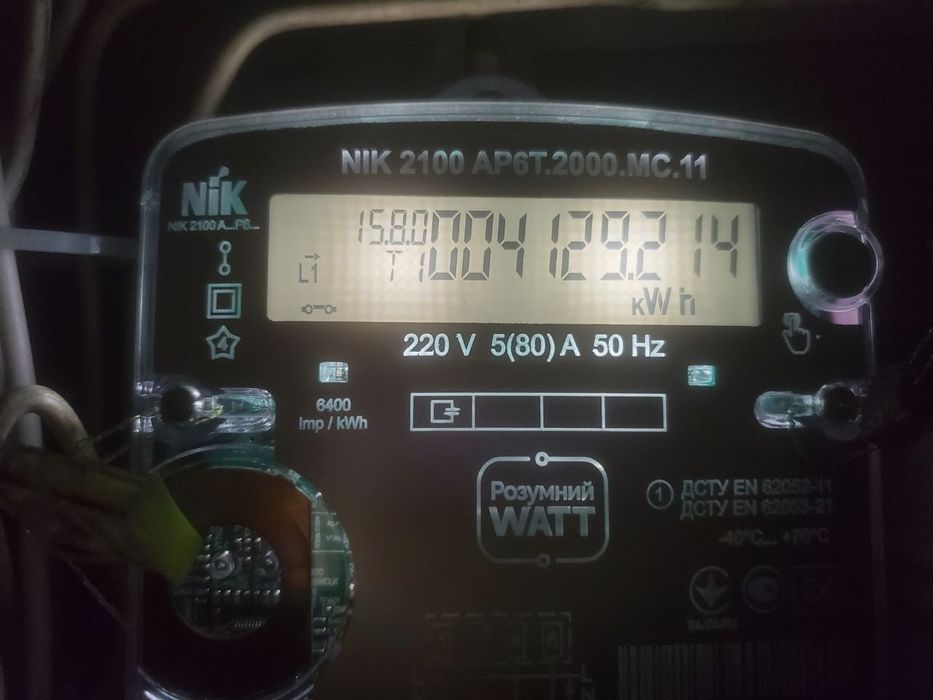 NIK 2100 AP6T.2000.MC.11
NiK
NIK 2100 A...P6...
15.8.0
T1
004129.214
L1
kWh
4
220 V 5(80) A 50 Hz
6400
imp / kWh
Розумний
WATT
1 ДСТУ EN 62052-11
ДСТУ EN 62053-21
-40°C... +70°C